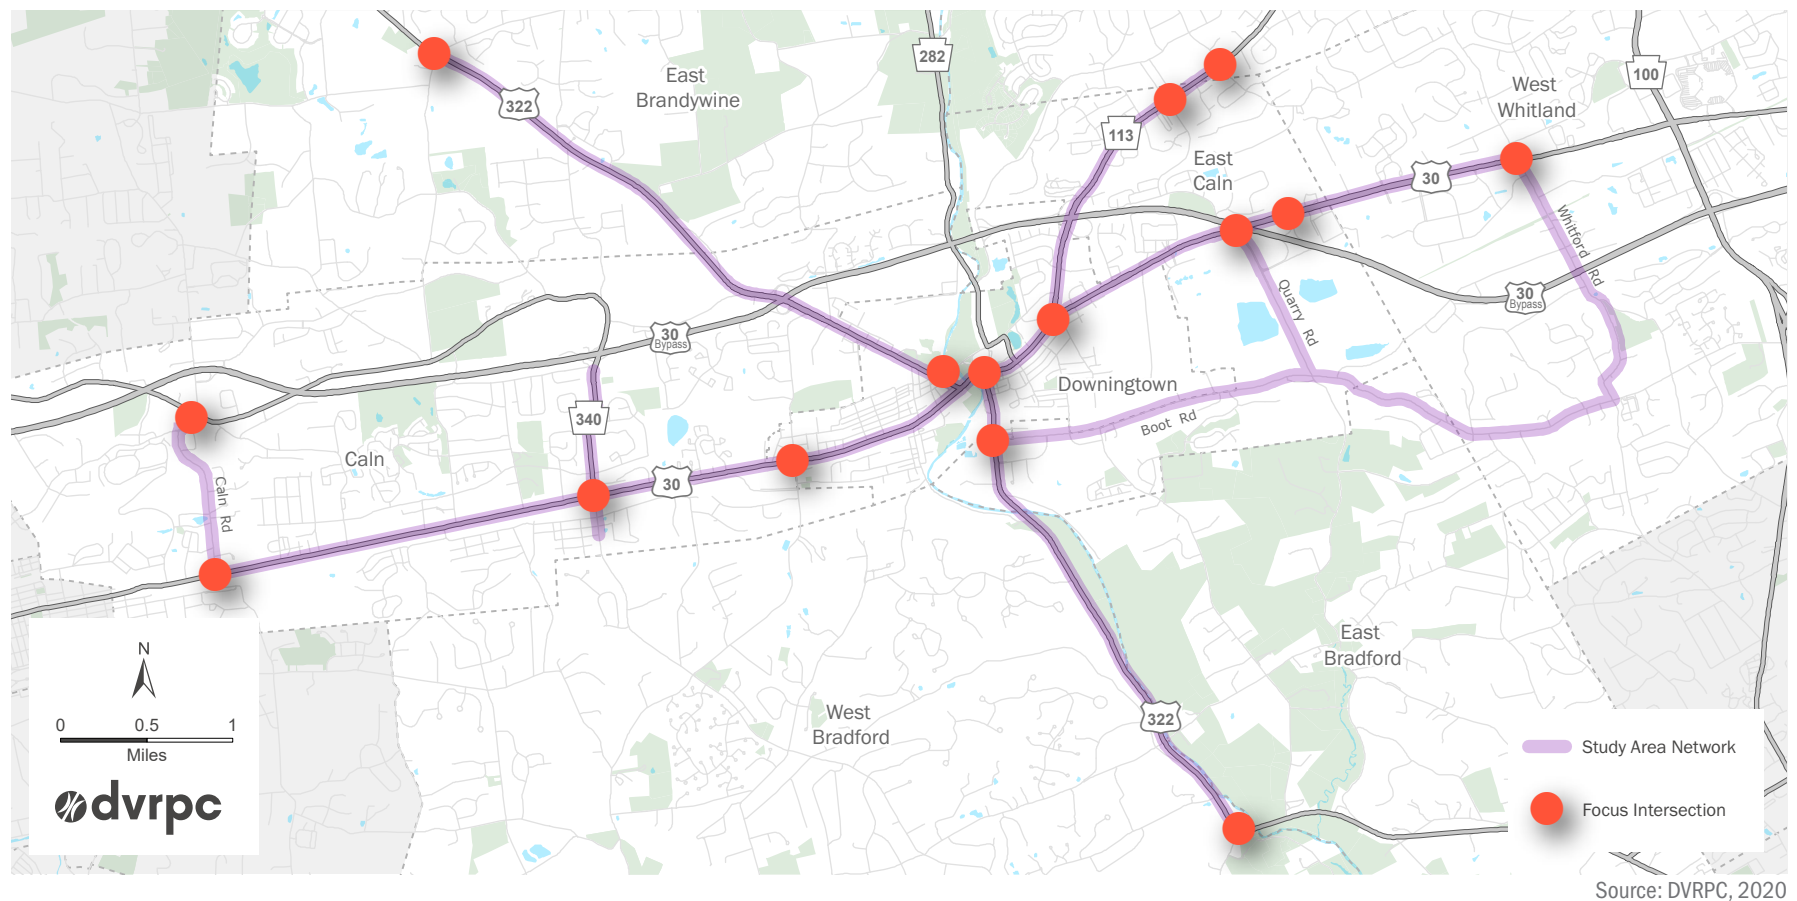 East
Brandywine
322
282
113
East
Caln
West
Whitland
100
30
Whitford Rd
30
Bypass
Quarry Rd
30
Bypass
Downingtown
Boot Rd
340
Caln
Caln Rd
30
East
Bradford
West
Bradford
322
N
0 0.5 1
Miles
dvrpc
Study Area Network
Focus Intersection
Source: DVRPC, 2020